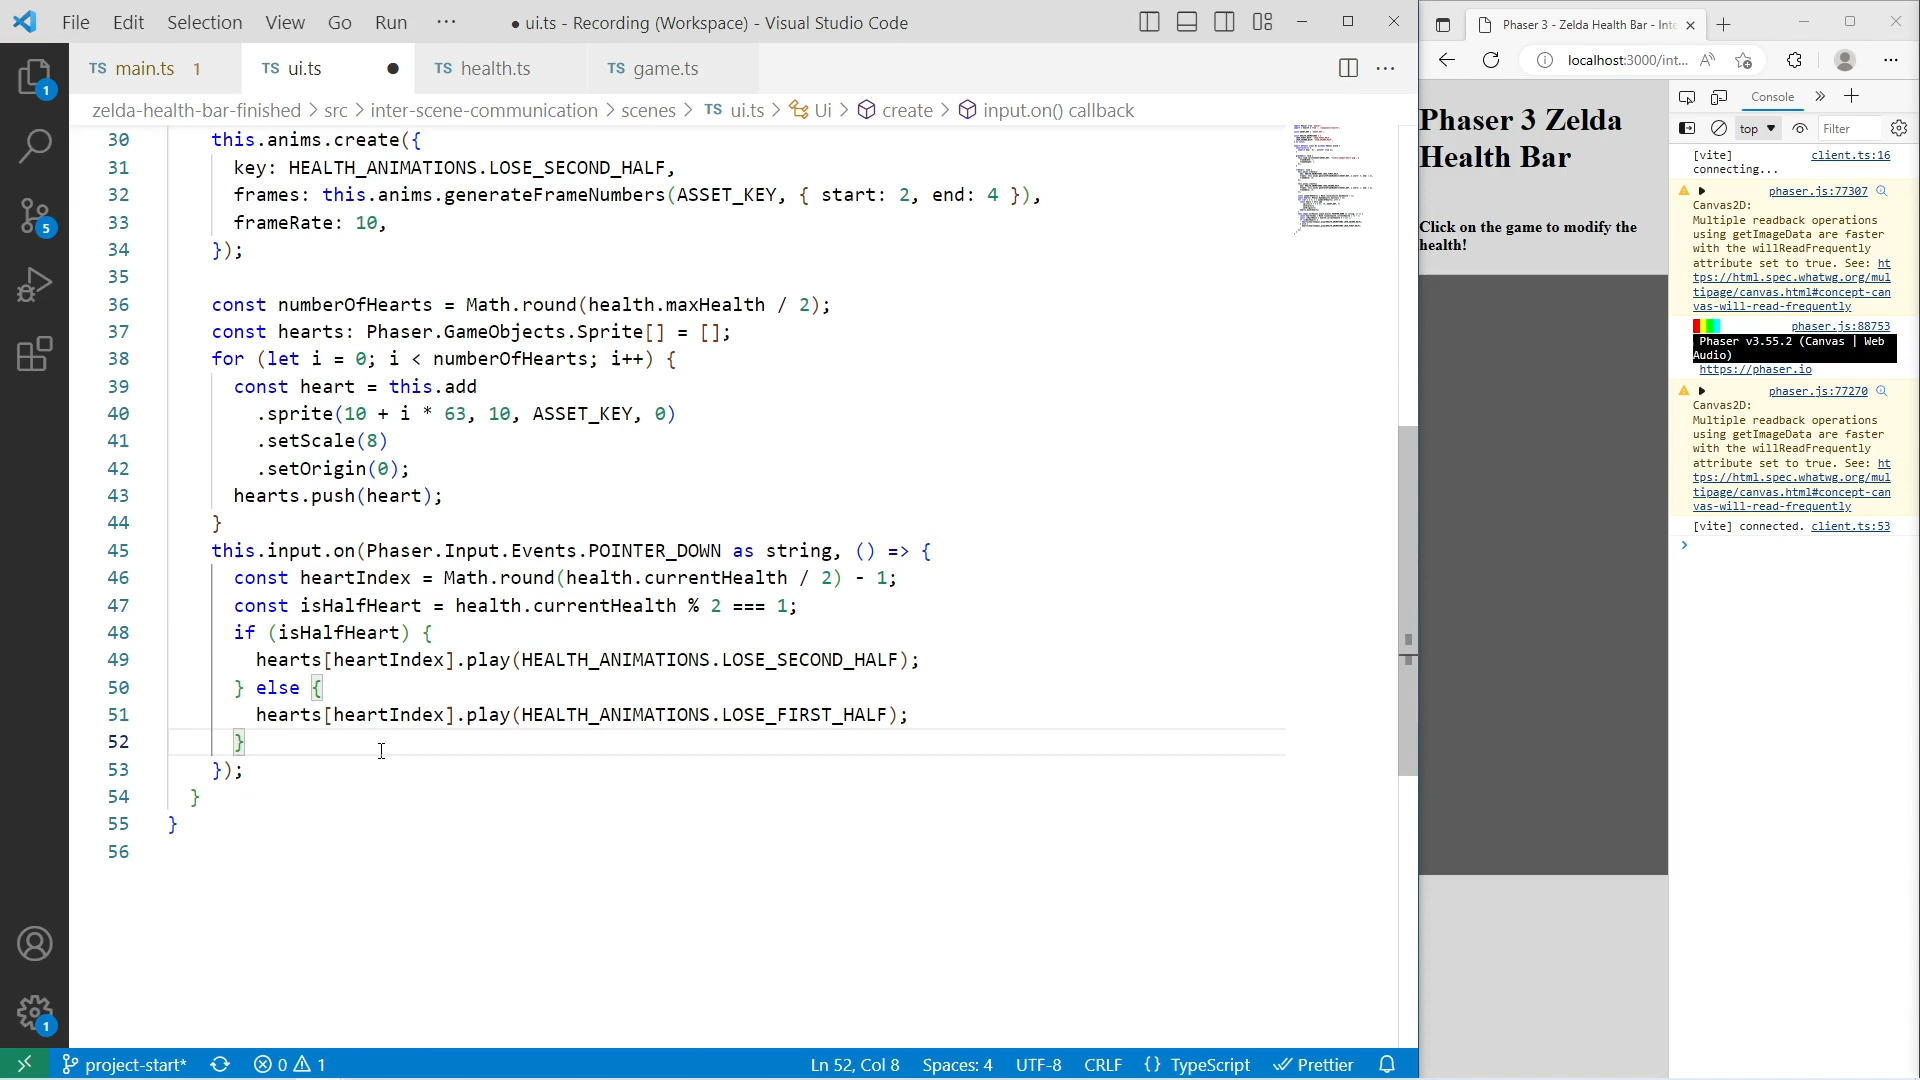 File Edit Selection View Go Run ···
● ui.ts - Recording (Workspace) - Visual Studio Code
TS main.ts 1
TS ui.ts ●
TS health.ts
TS game.ts
zelda-health-bar-finished > src > inter-scene-communication > scenes > TS ui.ts > Ui > create > input.on() callback
30 this.anims.create({
31 key: HEALTH_ANIMATIONS.LOSE_SECOND_HALF,
32 frames: this.anims.generateFrameNumbers(ASSET_KEY, { start: 2, end: 4 }),
33 frameRate: 10,
34 });
35
36 const numberOfHearts = Math.round(health.maxHealth / 2);
37 const hearts: Phaser.GameObjects.Sprite[] = [];
38 for (let i = 0; i < numberOfHearts; i++) {
39 const heart = this.add
40 .sprite(10 + i * 63, 10, ASSET_KEY, 0)
41 .setScale(8)
42 .setOrigin(0);
43 hearts.push(heart);
44 }
45 this.input.on(Phaser.Input.Events.POINTER_DOWN as string, () => {
46 const heartIndex = Math.round(health.currentHealth / 2) - 1;
47 const isHalfHeart = health.currentHealth % 2 === 1;
48 if (isHalfHeart) {
49 hearts[heartIndex].play(HEALTH_ANIMATIONS.LOSE_SECOND_HALF);
50 } else {
51 hearts[heartIndex].play(HEALTH_ANIMATIONS.LOSE_FIRST_HALF);
52 }
53 });
54 }
55 }
56
1
5
1
project-start* 0 1
Ln 52, Col 8 Spaces: 4 UTF-8 CRLF {} TypeScript Prettier
Phaser 3 - Zelda Health Bar - Inte
localhost:3000/int...
Phaser 3 Zelda
Health Bar
Click on the game to modify the
health!
Console
top Filter
[vite] client.ts:16
connecting...
phaser.js:77307
Canvas2D:
Multiple readback operations
using getImageData are faster
with the willReadFrequently
attribute set to true. See: ht
tps://html.spec.whatwg.org/mul
tipage/canvas.html#concept-can
vas-will-read-frequently
phaser.js:88753
Phaser v3.55.2 (Canvas | Web
Audio)
https://phaser.io
phaser.js:77270
Canvas2D:
Multiple readback operations
using getImageData are faster
with the willReadFrequently
attribute set to true. See: ht
tps://html.spec.whatwg.org/mul
tipage/canvas.html#concept-can
vas-will-read-frequently
[vite] connected. client.ts:53